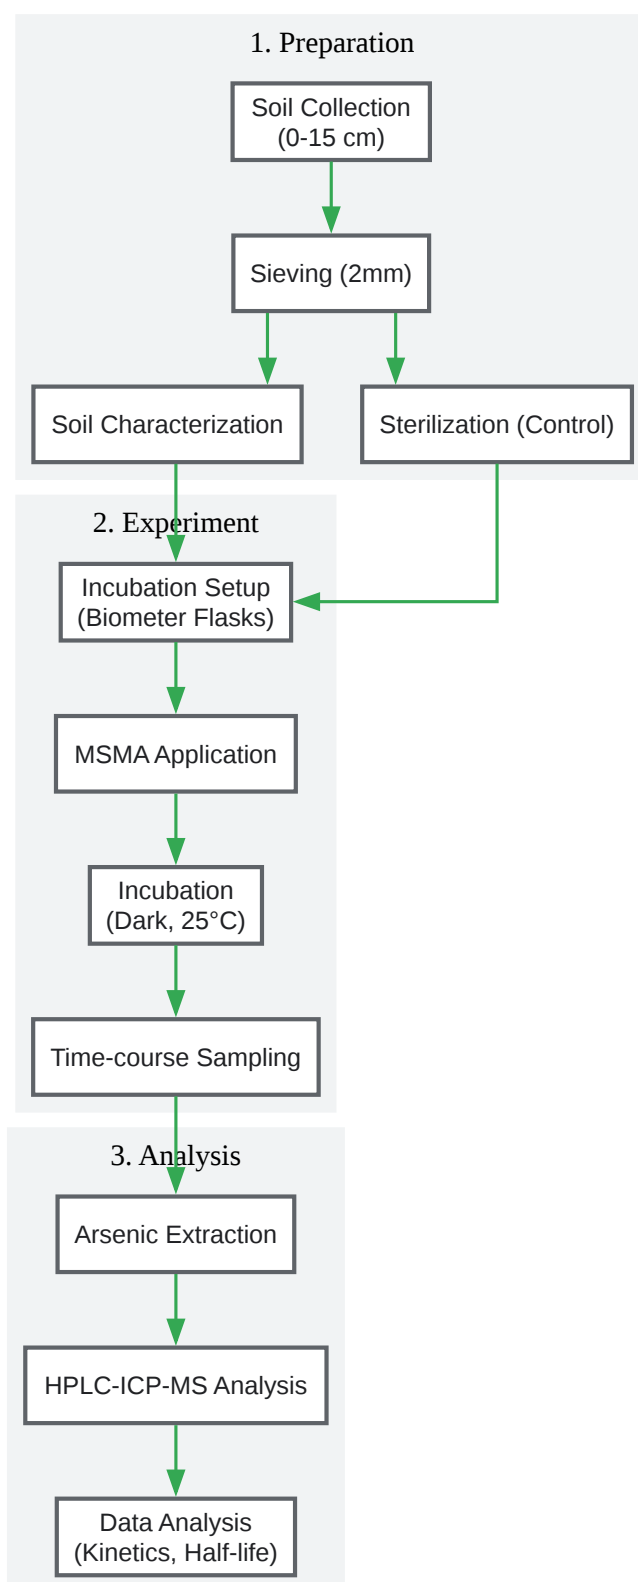 1. Preparation
Soil Collection
(0-15 cm)
Sieving (2mm)
Soil Characterization
Sterilization (Control)
2. Experiment
Incubation Setup
(Biometer Flasks)
MSMA Application
Incubation
(Dark, 25°C)
Time-course Sampling
3. Analysis
Arsenic Extraction
HPLC-ICP-MS Analysis
Data Analysis
(Kinetics, Half-life)